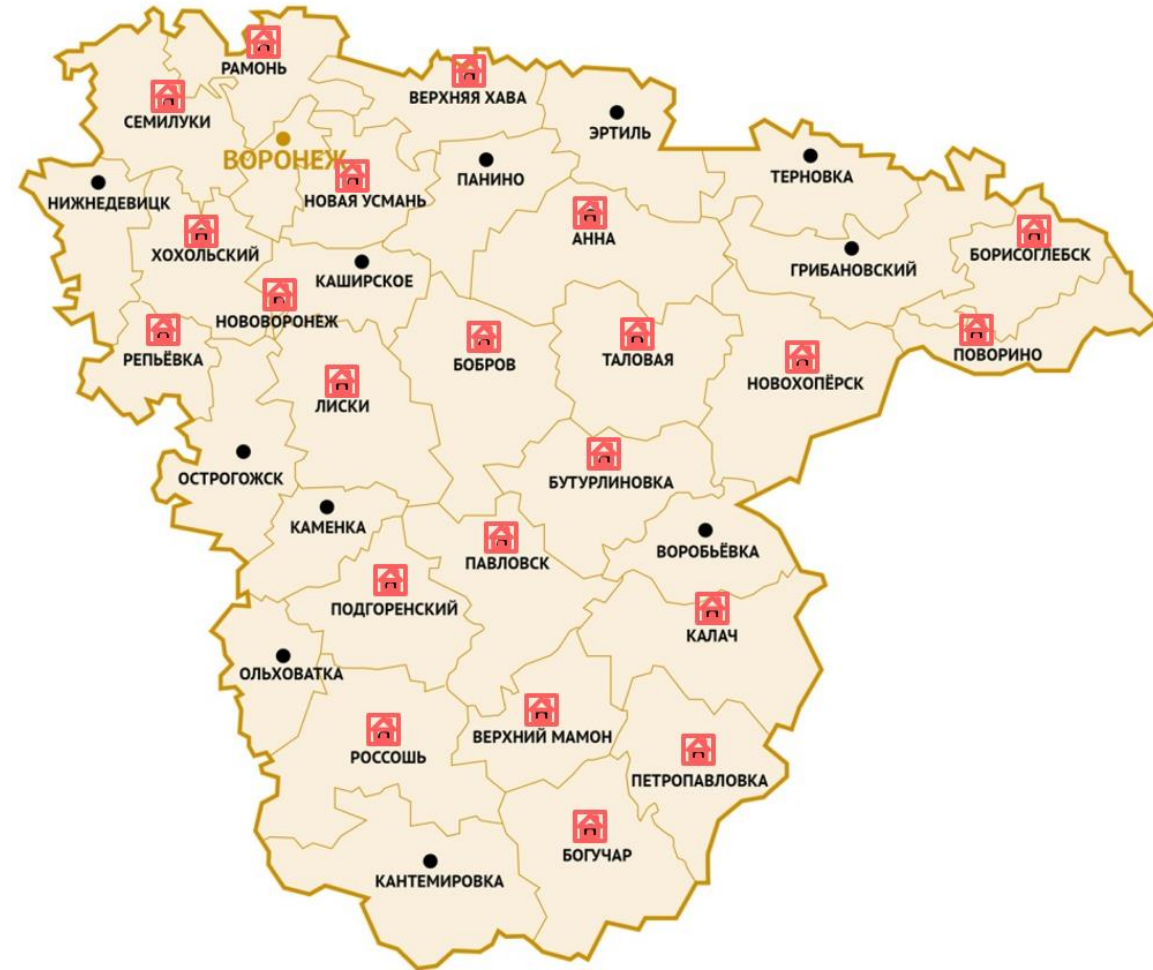 РАМОНЬ
ВЕРХНЯЯ ХАВА
СЕМИЛУКИ
ЭРТИЛЬ
ВОРОНЕЖ
ТЕРНОВКА
ПАНИНО
НИЖНЕДЕВИЦК
НОВАЯ УСМАНЬ
АННА
ХОХОЛЬСКИЙ
БОРИСОГЛЕБСК
ГРИБАНОВСКИЙ
КАШИРСКОЕ
НОВОВОРОНЕЖ
ПОВОРИНО
РЕПЬЁВКА
БОБРОВ
ТАЛОВАЯ
НОВОХОПЁРСК
ЛИСКИ
ОСТРОГОЖСК
БУТУРЛИНОВКА
КАМЕНКА
ВОРОБЬЁВКА
ПАВЛОВСК
ПОДГОРЕНСКИЙ
КАЛАЧ
ОЛЬХОВАТКА
ВЕРХНИЙ МАМОН
РОССОШЬ
ПЕТРОПАВЛОВКА
БОГУЧАР
КАНТЕМИРОВКА